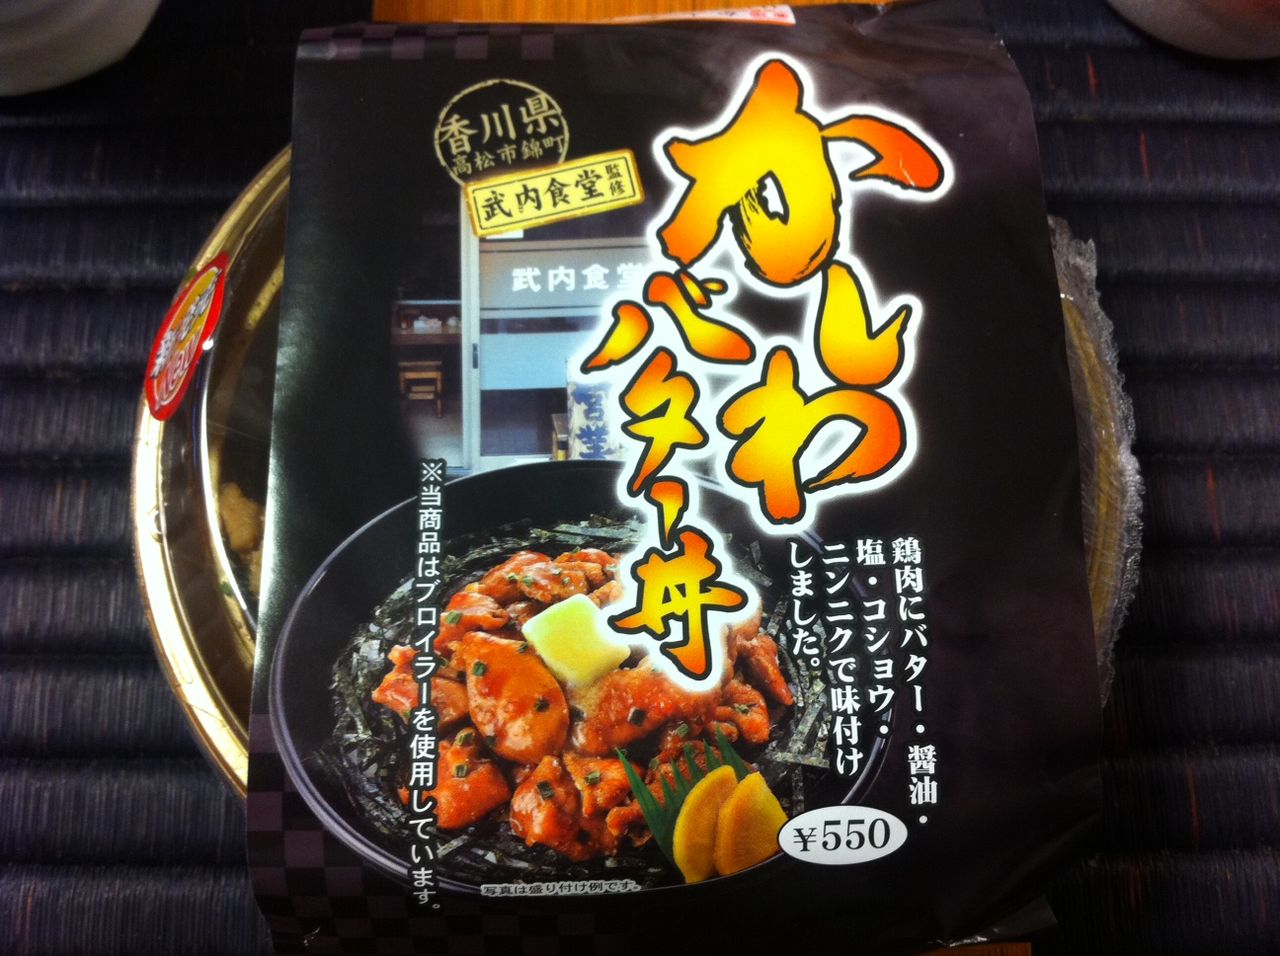 香川県
高松市錦町
武内食堂
監修
かしわ
バター丼
武内食堂
営業
鶏肉にバター・醤油・
塩・コショウ・
ニンニクで味付け
しました。
※当商品はブロイラーを使用しています。
¥550
写真は盛り付け例です。